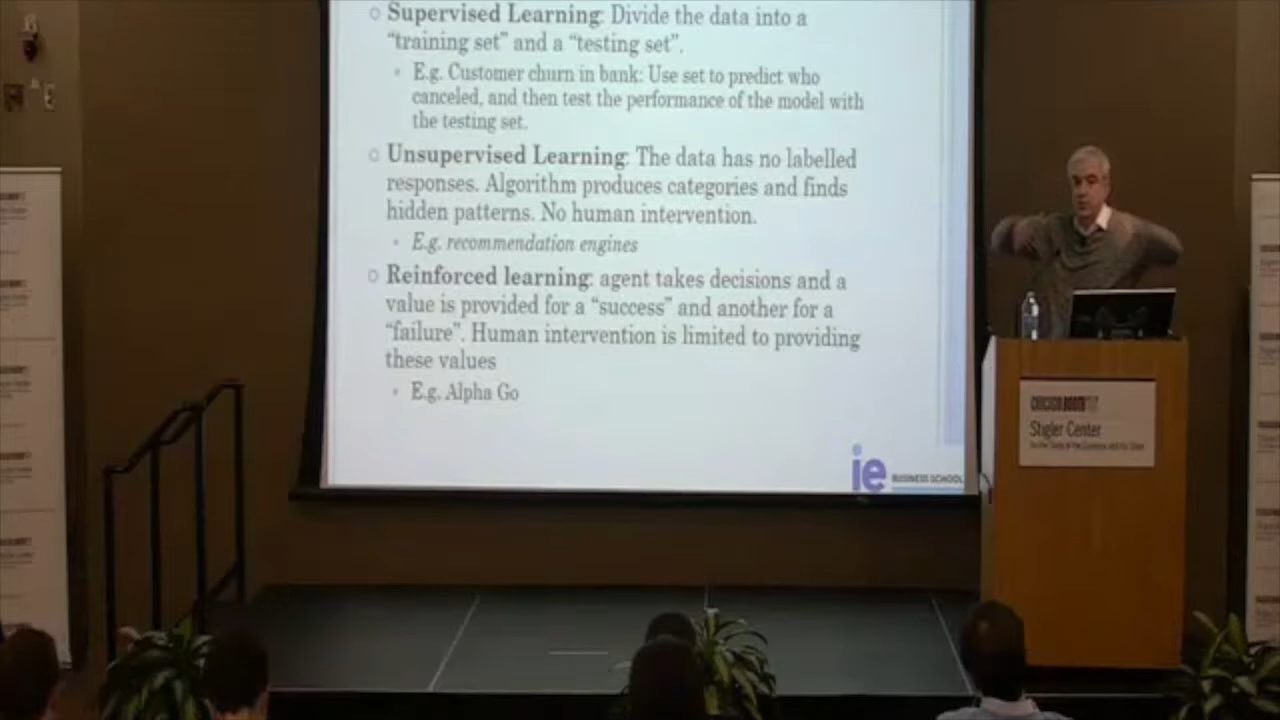 Supervised Learning: Divide the data into a
“training set” and a “testing set”.
E.g. Customer churn in bank: Use set to predict who
canceled, and then test the performance of the model with
the testing set.
Unsupervised Learning: The data has no labelled
responses. Algorithm produces categories and finds
hidden patterns. No human intervention.
E.g. recommendation engines
Reinforced learning: agent takes decisions and a
value is provided for a “success” and another for a
“failure”. Human intervention is limited to providing
these values
E.g. Alpha Go
ie BUSINESS SCHOOL
CHICAGO BOOTH
Stigler Center